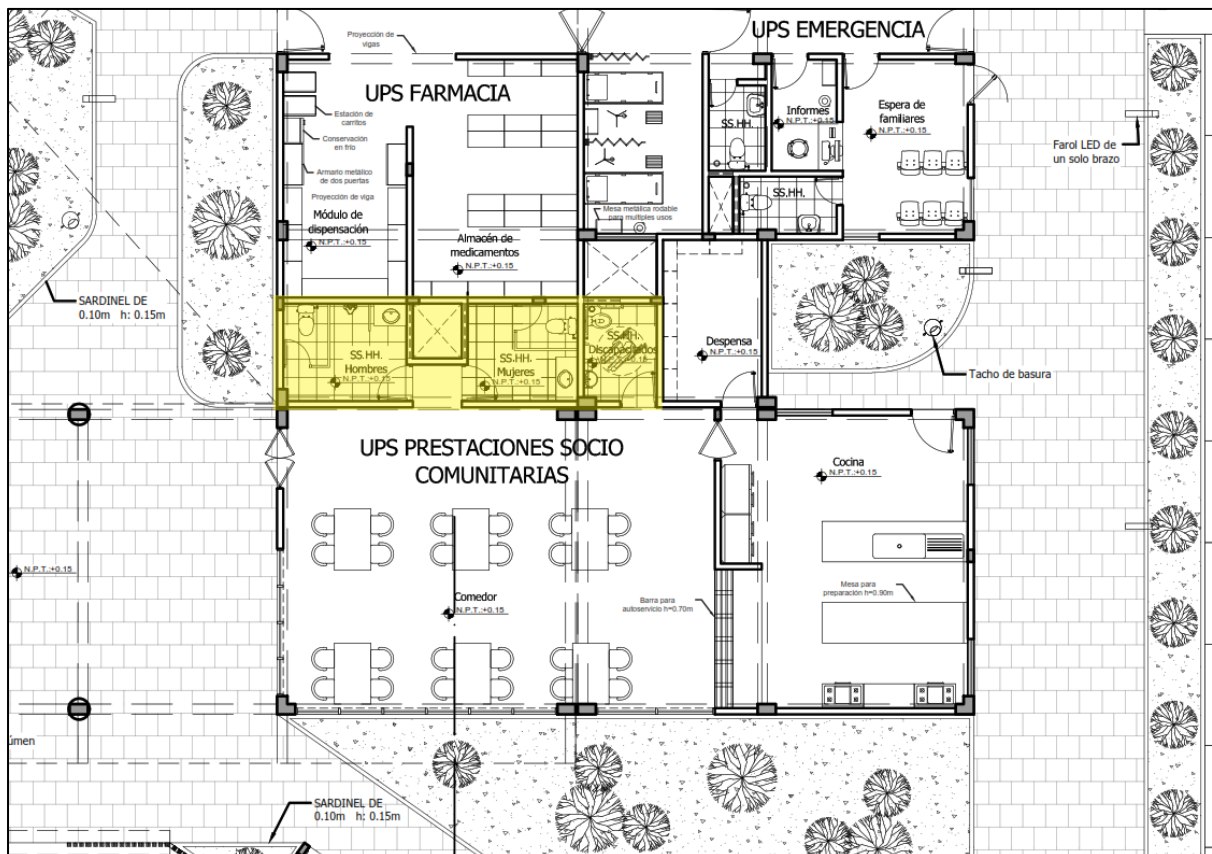 UPS EMERGENCIA
Proyección de
vigas
UPS FARMACIA
Estación de
carritos
Conservación
en frío
Armario metálico
de dos puertas
Proyección de viga
Módulo de
dispensación
N.P.T.:+0.15
Almacén de
medicamentos
N.P.T.:+0.15
Mesa metálica rodable
para multiples usos
SS.HH.
Informes
N.P.T.:+0.15
Espera de
familiares
N.P.T.:+0.15
SS.HH.
Farol LED de
un solo brazo
SARDINEL DE
0.10m h: 0.15m
SS.HH.
Hombres
N.P.T.:+0.15
SS.HH.
Mujeres
N.P.T.:+0.15
SS.HH.
Discapacitados
N.P.T.:+0.15
Despensa
N.P.T.:+0.15
Tacho de basura
UPS PRESTACIONES SOCIO
COMUNITARIAS
Cocina
N.P.T.:+0.15
N.P.T.:+0.15
Comedor
N.P.T.:+0.15
Barra para
autoservicio h=0.70m
Mesa para
preparación h=0.90m
úmen
SARDINEL DE
0.10m h: 0.15m